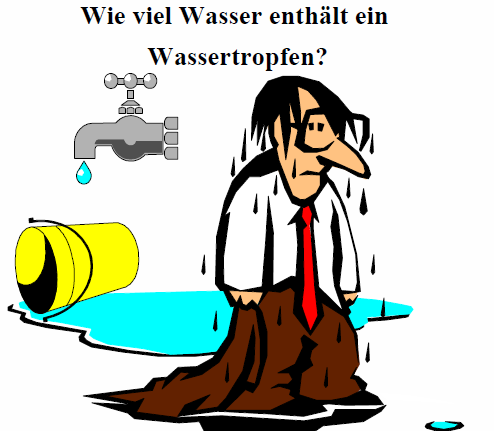 Wie viel Wasser enthält ein
Wassertropfen?